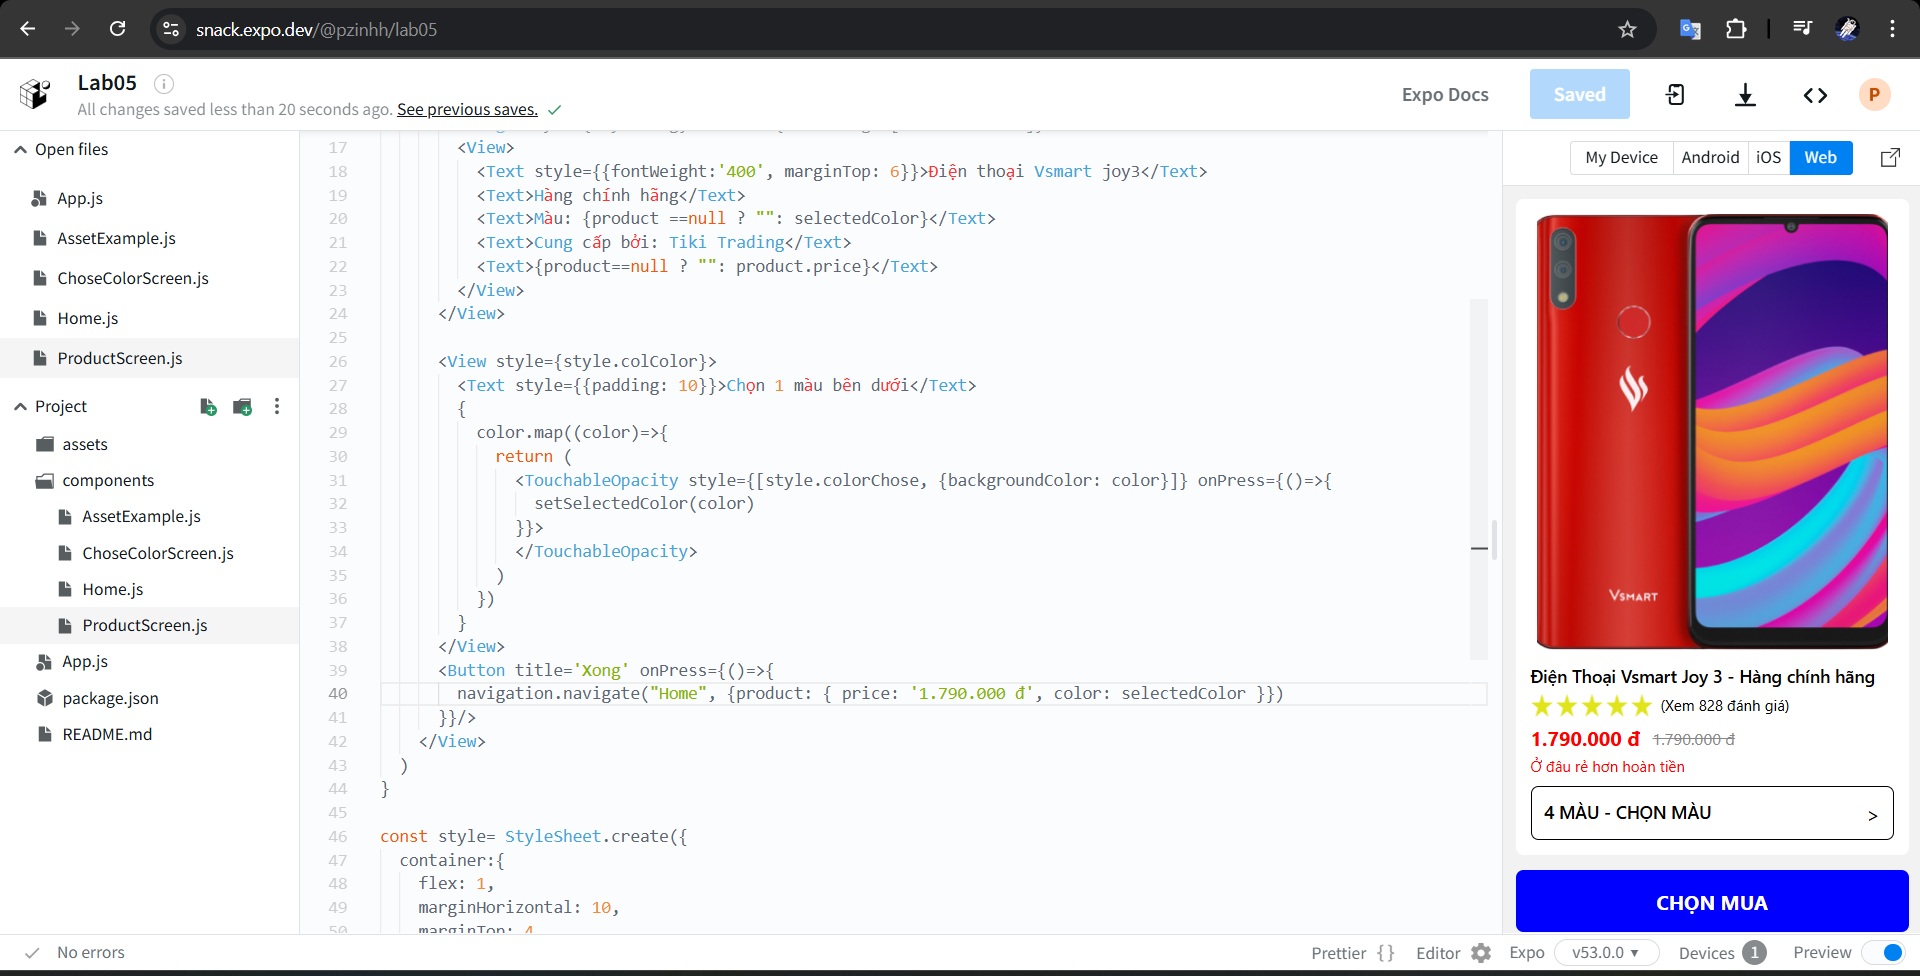 snack.expo.dev/@pzinhh/lab05
Lab05
All changes saved less than 20 seconds ago. See previous saves.
Expo Docs
Saved
P
Open files
App.js
AssetExample.js
ChoseColorScreen.js
Home.js
ProductScreen.js
Project
assets
components
AssetExample.js
ChoseColorScreen.js
Home.js
ProductScreen.js
App.js
package.json
README.md
17 <View>
18 <Text style={{fontWeight:'400', marginTop: 6}}>Điện thoại Vsmart joy3</Text>
19 <Text>Hàng chính hãng</Text>
20 <Text>Màu: {product ==null ? "": selectedColor}</Text>
21 <Text>Cung cấp bởi: Tiki Trading</Text>
22 <Text>{product==null ? "": product.price}</Text>
23 </View>
24 </View>
25
26 <View style={style.colColor}>
27 <Text style={{padding: 10}}>Chọn 1 màu bên dưới</Text>
28 {
29 color.map((color)=>{
30 return (
31 <TouchableOpacity style={[style.colorChose, {backgroundColor: color}]} onPress={()=>{
32 setSelectedColor(color)
33 }}>
34 </TouchableOpacity>
35 )
36 })
37 }
38 </View>
39 <Button title='Xong' onPress={()=>{
40 navigation.navigate("Home", {product: { price: '1.790.000 đ', color: selectedColor }})
41 }}/>
42 </View>
43 )
44 }
45
46 const style= StyleSheet.create({
47 container:{
48 flex: 1,
49 marginHorizontal: 10,
50 marginTop: 4
My Device
Android
iOS
Web
VSMART
Điện Thoại Vsmart Joy 3 - Hàng chính hãng
(Xem 828 đánh giá)
1.790.000 đ 1.790.000 đ
Ở đâu rẻ hơn hoàn tiền
4 MÀU - CHỌN MÀU >
CHỌN MUA
No errors
Prettier {}
Editor
Expo v53.0.0
Devices 1
Preview